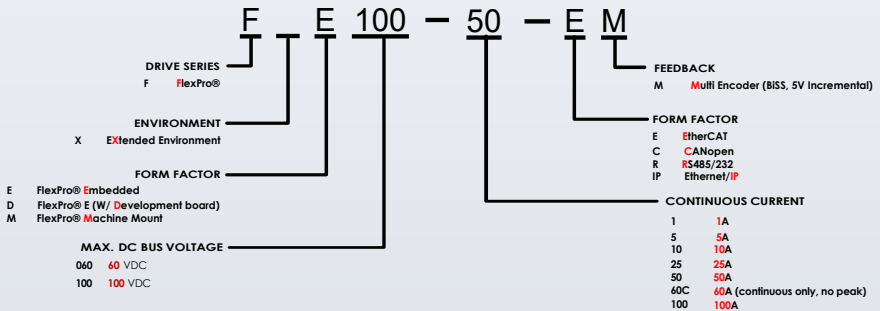 F _ E 100 - 50 - E M
DRIVE SERIES
F FlexPro®
ENVIRONMENT
X EXtended Environment
FORM FACTOR
E FlexPro® Embedded
D FlexPro® E (W/ Development board)
M FlexPro® Machine Mount
MAX. DC BUS VOLTAGE
060 60 VDC
100 100 VDC
FEEDBACK
M Multi Encoder (BiSS, 5V Incremental)
FORM FACTOR
E EtherCAT
C CANopen
R RS485/232
IP Ethernet/IP
CONTINUOUS CURRENT
1 1A
5 5A
10 10A
25 25A
50 50A
60C 60A (continuous only, no peak)
100 100A